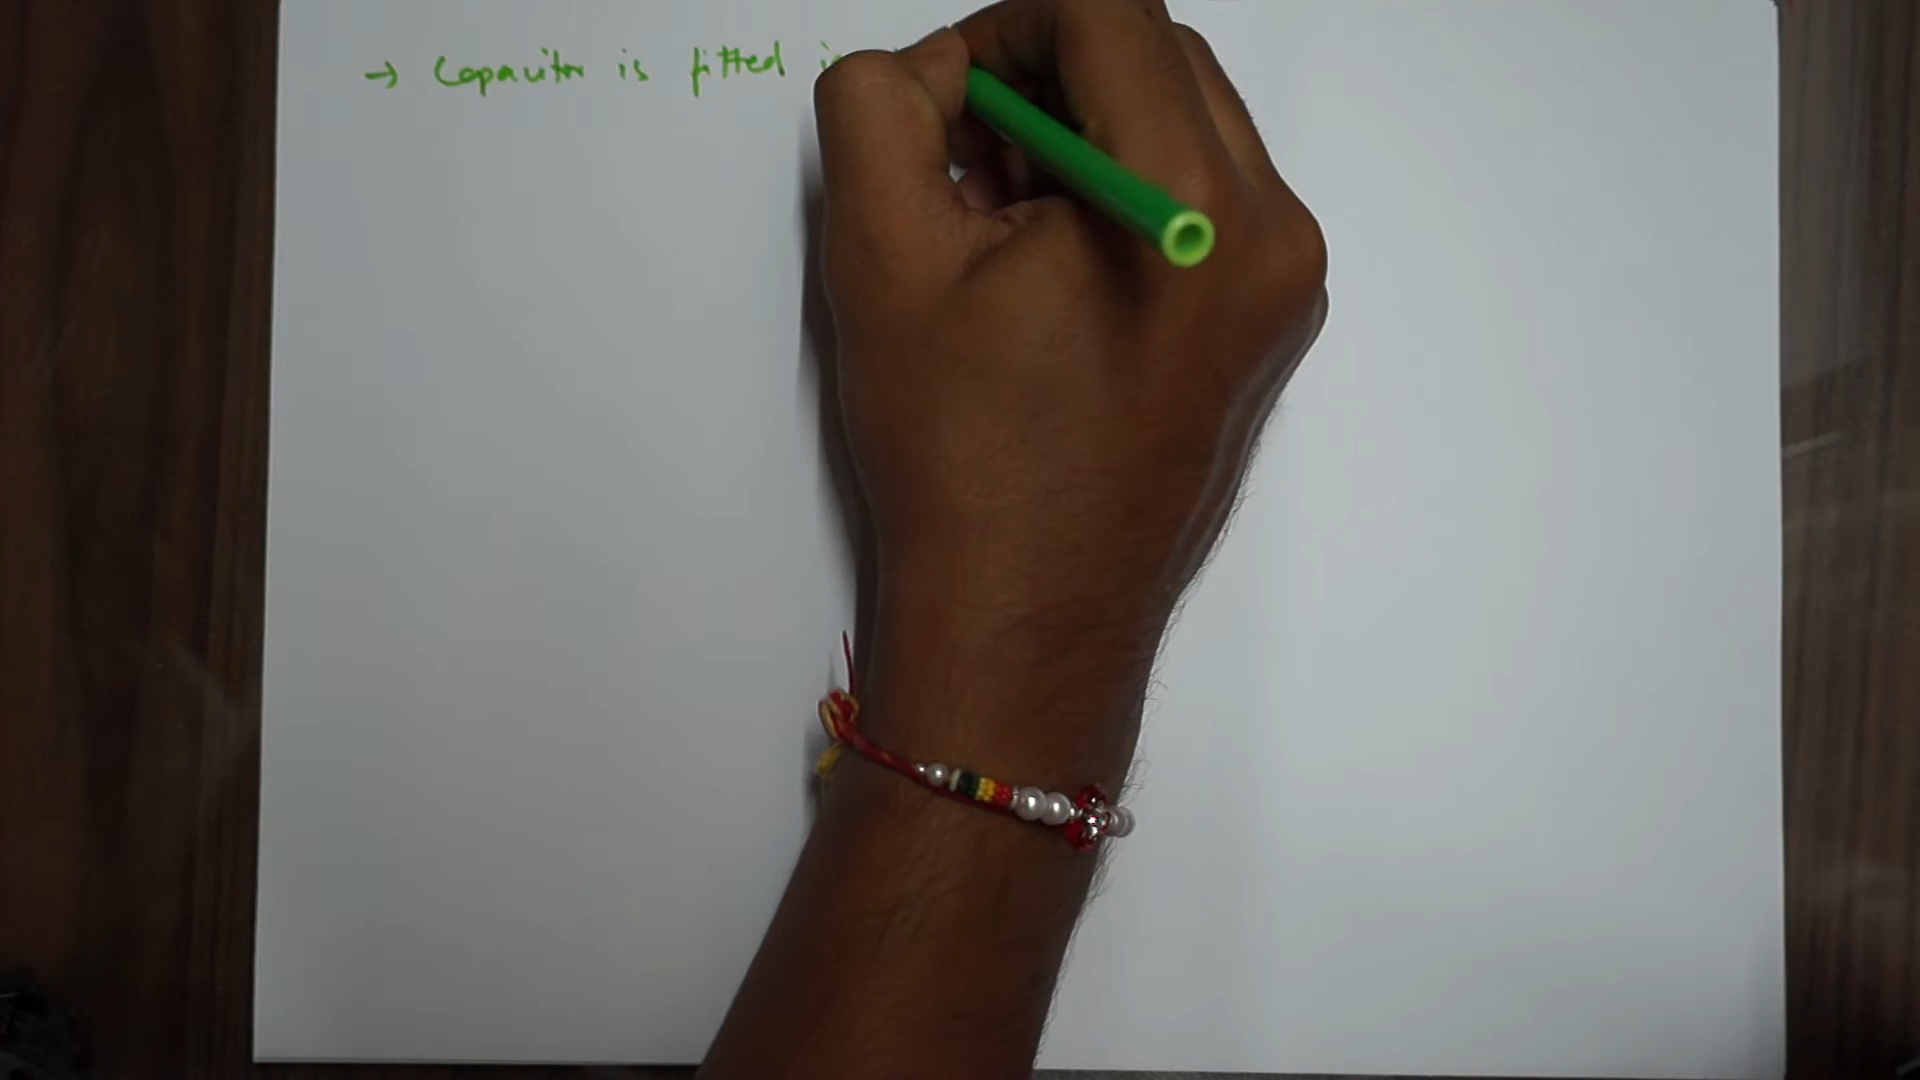 → Capacitor is fitted